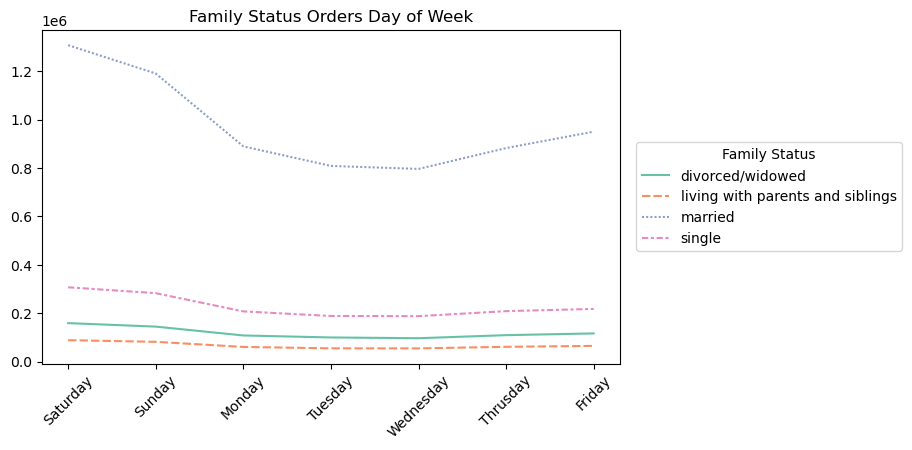 Family Status Orders Day of Week
1e6
1.2
1.0
0.8
0.6
0.4
0.2
0.0
Saturday
Sunday
Monday
Tuesday
Wednesday
Thrusday
Friday
Family Status
divorced/widowed
living with parents and siblings
married
single